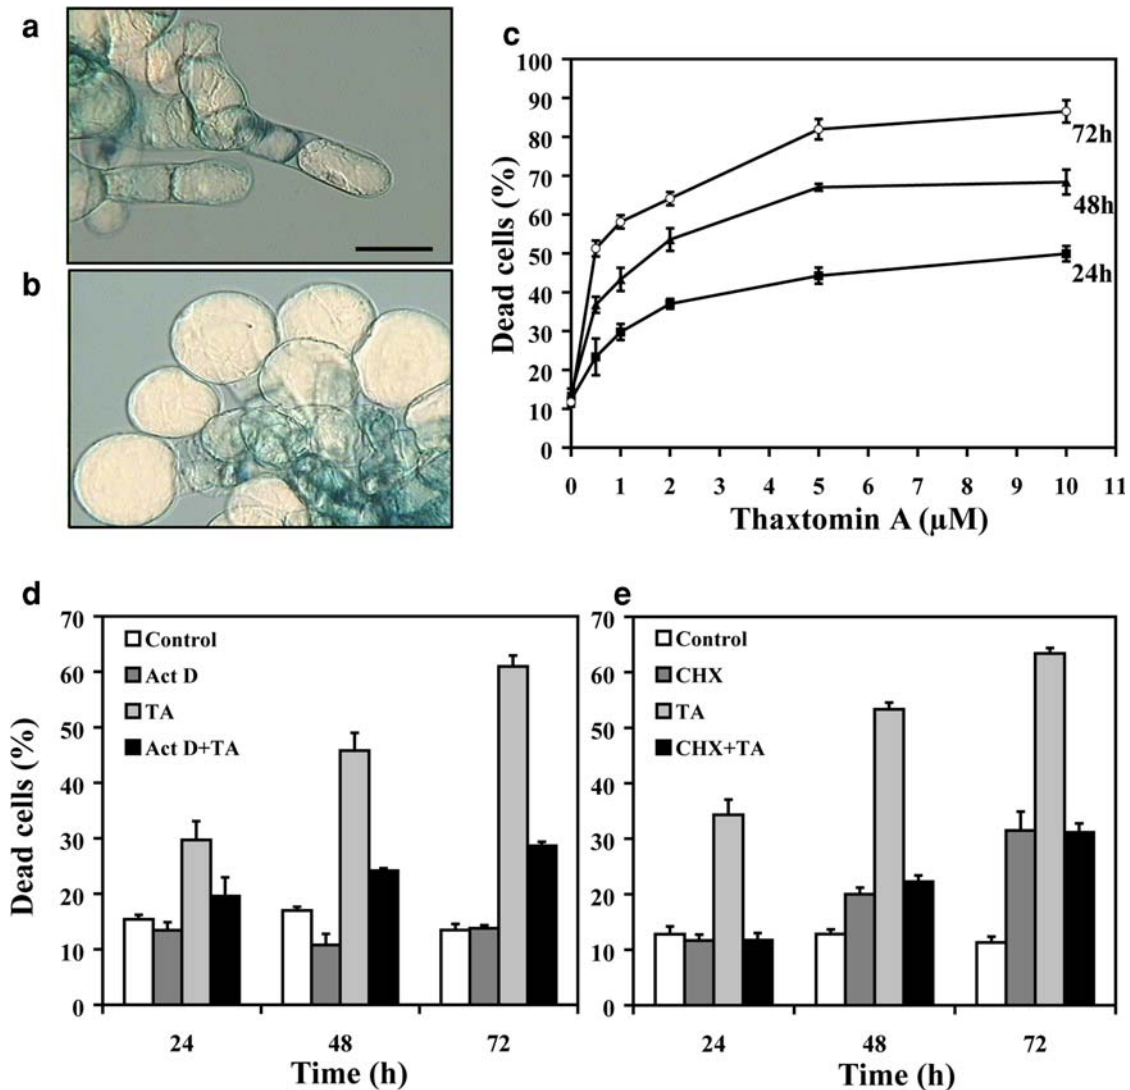 a
b
c
100
90
80
70
60
50
40
30
20
10
0
Dead cells (%)
72h
48h
24h
0 1 2 3 4 5 6 7 8 9 10 11
Thaxtomin A (µM)
d
70
60
50
40
30
20
10
0
Dead cells (%)
Control
Act D
TA
Act D+TA
24 48 72
Time (h)
e
70
60
50
40
30
20
10
0
Control
CHX
TA
CHX+TA
24 48 72
Time (h)